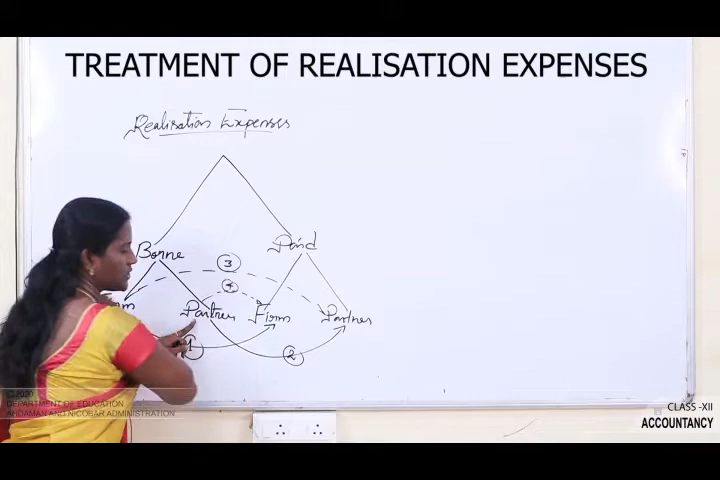 TREATMENT OF REALISATION EXPENSES
Realisation Expenses
Borne Paid
3
4
Partner Firm Partner
1 2
© 2020
DEPARTMENT OF EDUCATION
ANDAMAN AND NICOBAR ADMINISTRATION
CLASS -XII
ACCOUNTANCY